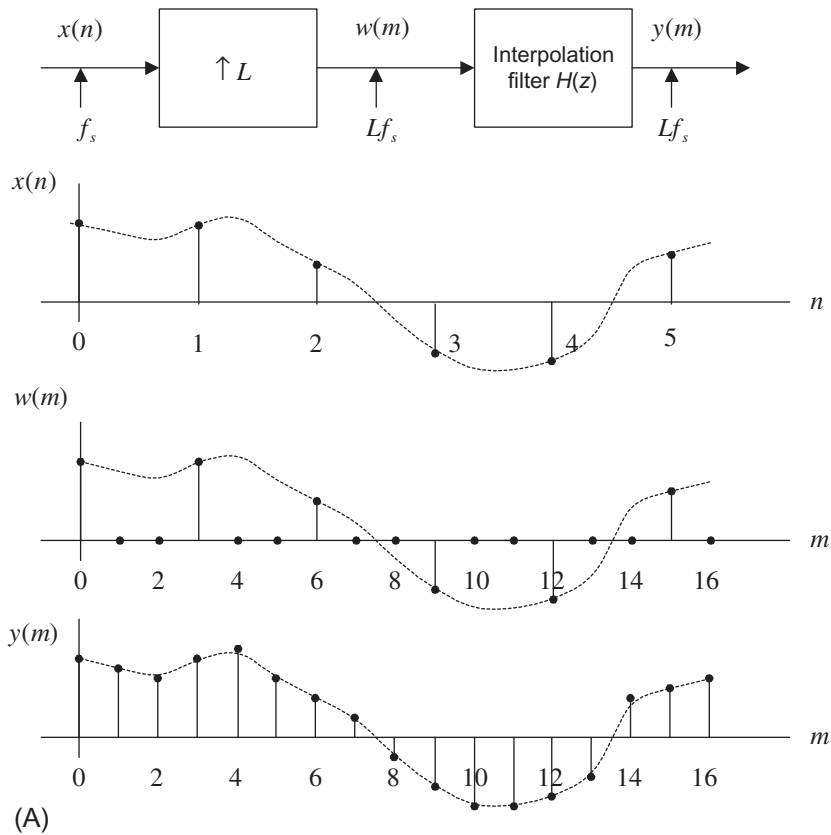 x(n) w(m) y(m)
↑ L
Interpolation
filter H(z)
f_s Lf_s Lf_s
x(n)
n
0 1 2 3 4 5
w(m)
m
0 2 4 6 8 10 12 14 16
y(m)
m
0 2 4 6 8 10 12 14 16
(A)